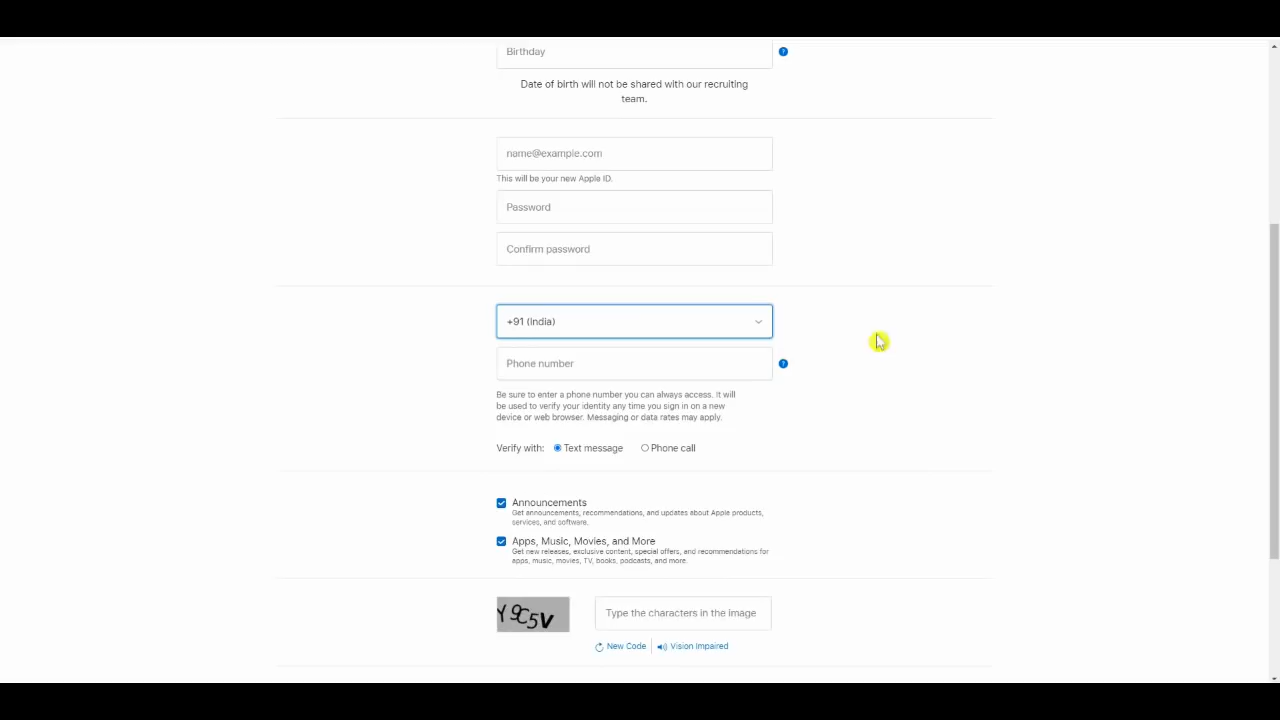 Birthday
Date of birth will not be shared with our recruiting
team.
name@example.com
This will be your new Apple ID.
Password
Confirm password
+91 (India)
Phone number
Be sure to enter a phone number you can always access. It will
be used to verify your identity any time you sign in on a new
device or web browser. Messaging or data rates may apply.
Verify with: Text message Phone call
Announcements
Get announcements, recommendations, and updates about Apple products,
services, and software.
Apps, Music, Movies, and More
Get new releases, exclusive content, special offers, and recommendations for
apps, music, movies, TV, books, podcasts, and more.
Y9C5V
Type the characters in the image
New Code Vision Impaired